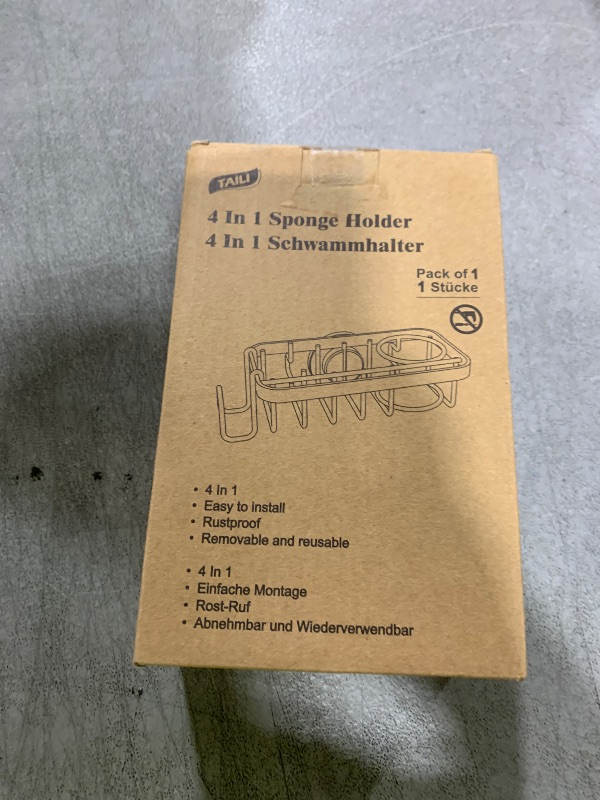 TAILI
4 In 1 Sponge Holder
4 In 1 Schwammhalter
Pack of 1
1 Stücke
• 4 In 1
• Easy to install
• Rustproof
• Removable and reusable
• 4 In 1
• Einfache Montage
• Rost-Ruf
• Abnehmbar und Wiederverwendbar